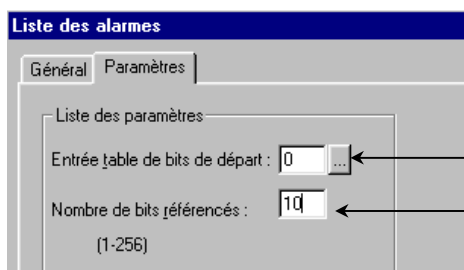 Liste des alarmes
Général Paramètres
Liste des paramètres
Entrée table de bits de départ : 0 ...
Nombre de bits référencés : 10
(1-256)